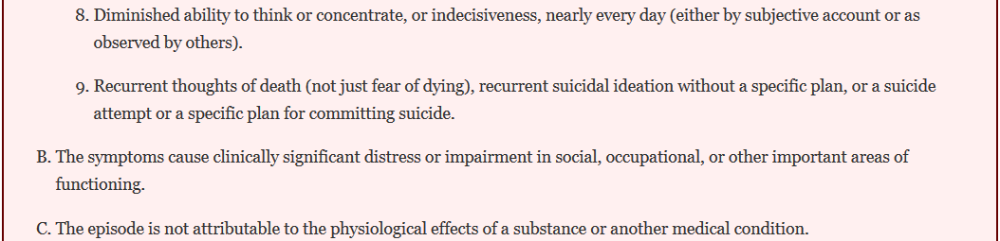 8. Diminished ability to think or concentrate, or indecisiveness, nearly every day (either by subjective account or as
observed by others).
9. Recurrent thoughts of death (not just fear of dying), recurrent suicidal ideation without a specific plan, or a suicide
attempt or a specific plan for committing suicide.
B. The symptoms cause clinically significant distress or impairment in social, occupational, or other important areas of
functioning.
C. The episode is not attributable to the physiological effects of a substance or another medical condition.